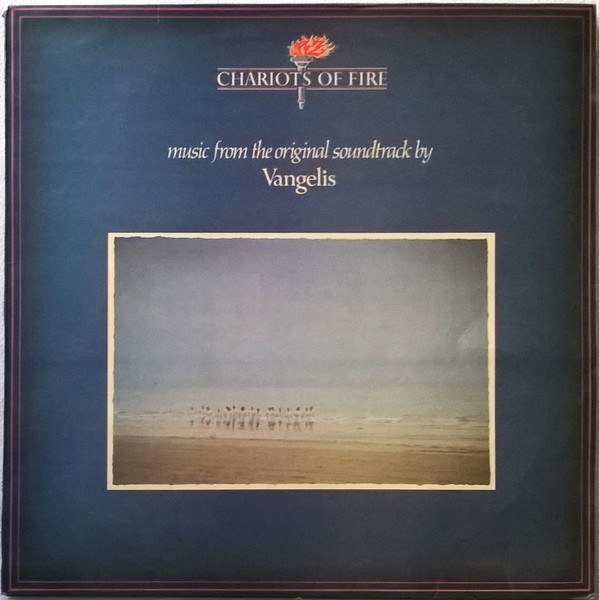 CHARIOTS OF FIRE
music from the original soundtrack by
Vangelis